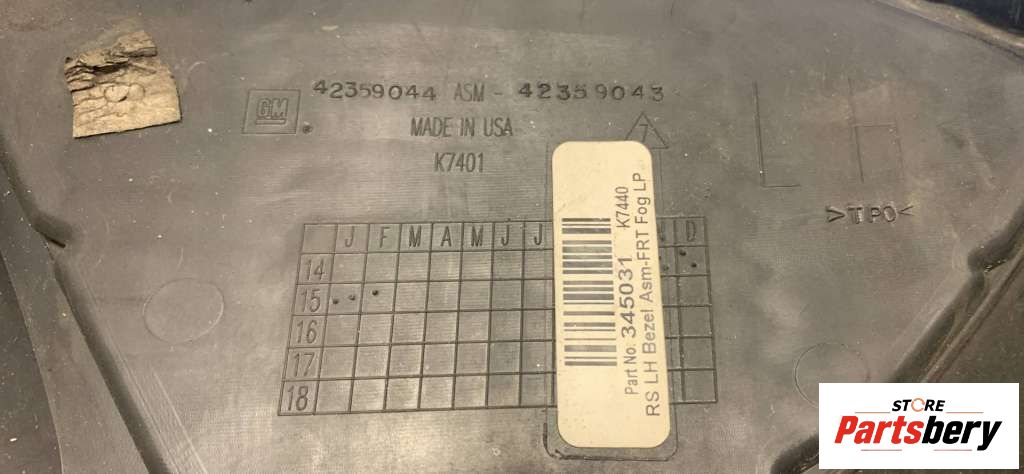 42359044 ASM - 42359043
GM
MADE IN USA
7
K7401
L H
>TPO<
J F M A M J J N D
14
15
16
17
18
Part No: 345031 K7440
RS LH Bezel Asm-FRT Fog LP
STORE
Partsbery